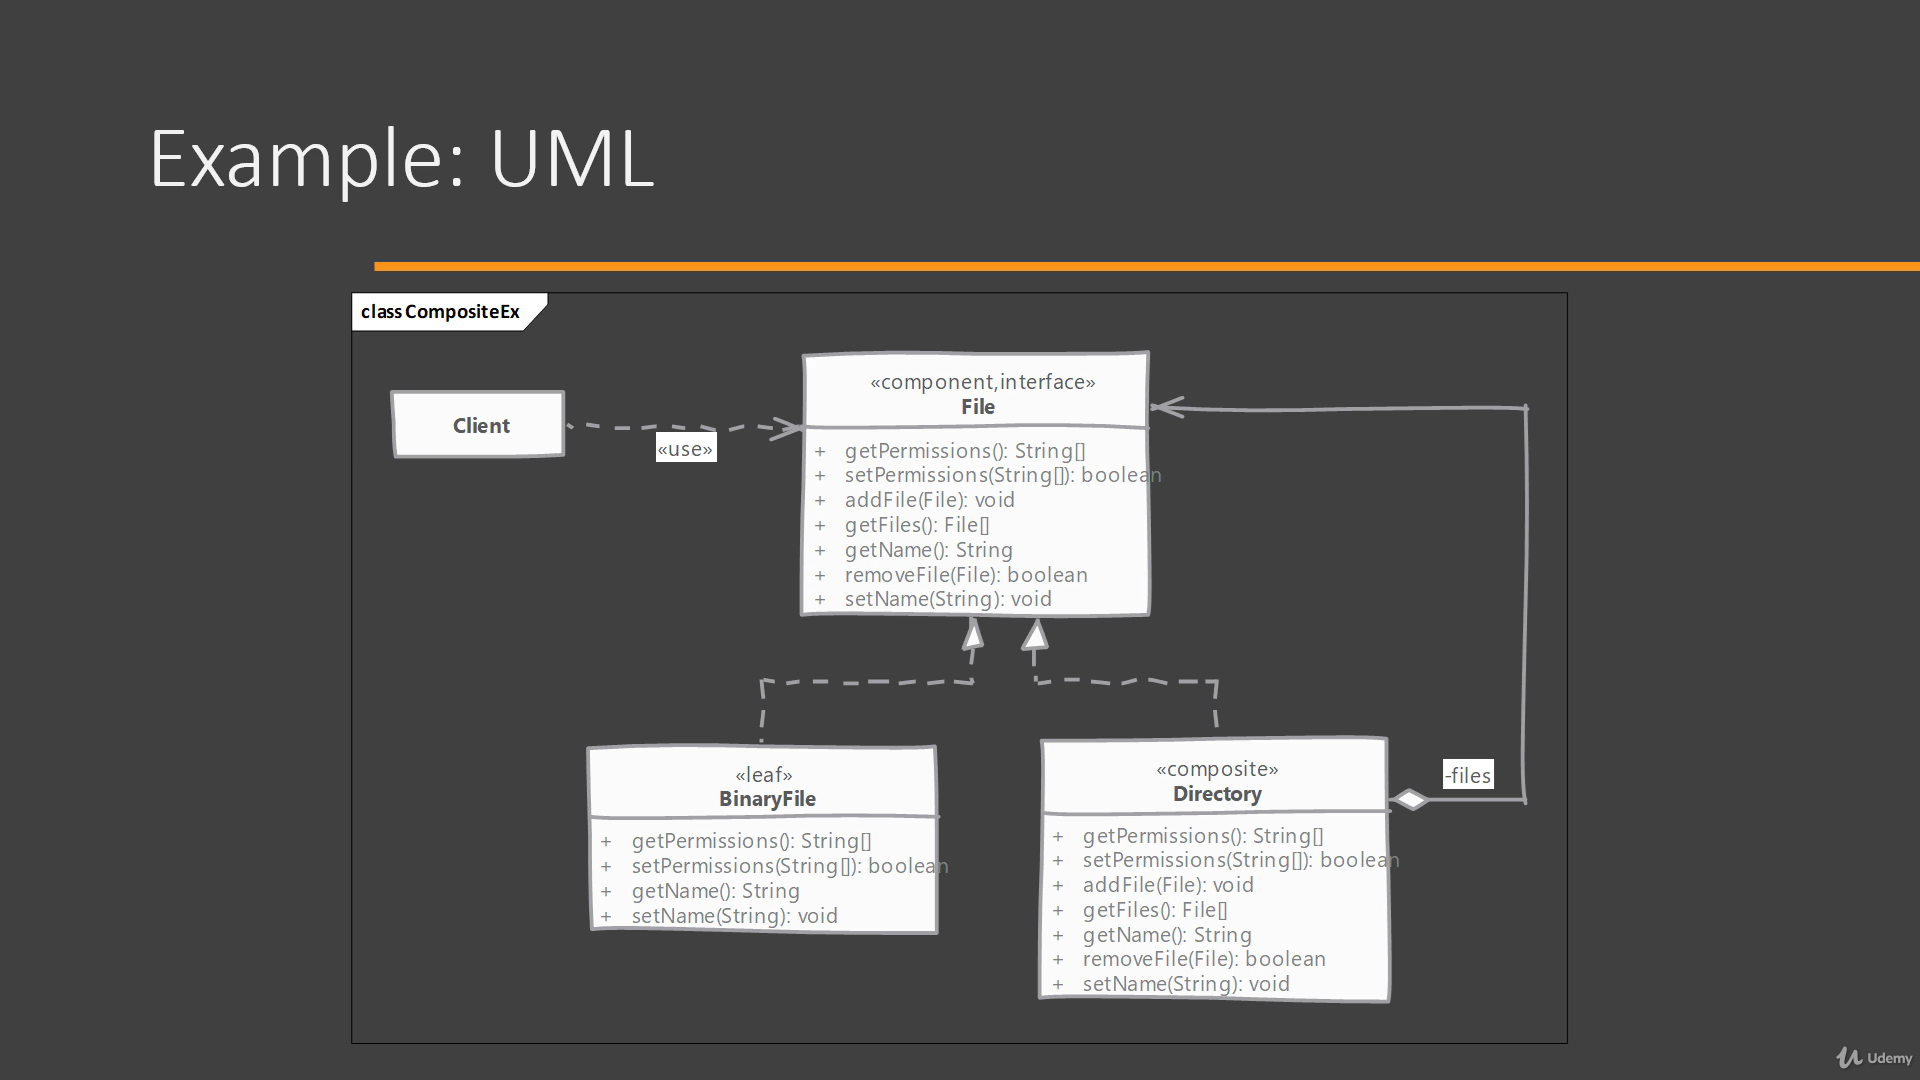 Example: UML
class CompositeEx
Client
«use»
«component,interface»
File
+ getPermissions(): String[]
+ setPermissions(String[]): boolean
+ addFile(File): void
+ getFiles(): File[]
+ getName(): String
+ removeFile(File): boolean
+ setName(String): void
«leaf»
BinaryFile
+ getPermissions(): String[]
+ setPermissions(String[]): boolean
+ getName(): String
+ setName(String): void
«composite»
Directory
+ getPermissions(): String[]
+ setPermissions(String[]): boolean
+ addFile(File): void
+ getFiles(): File[]
+ getName(): String
+ removeFile(File): boolean
+ setName(String): void
-files
Udemy